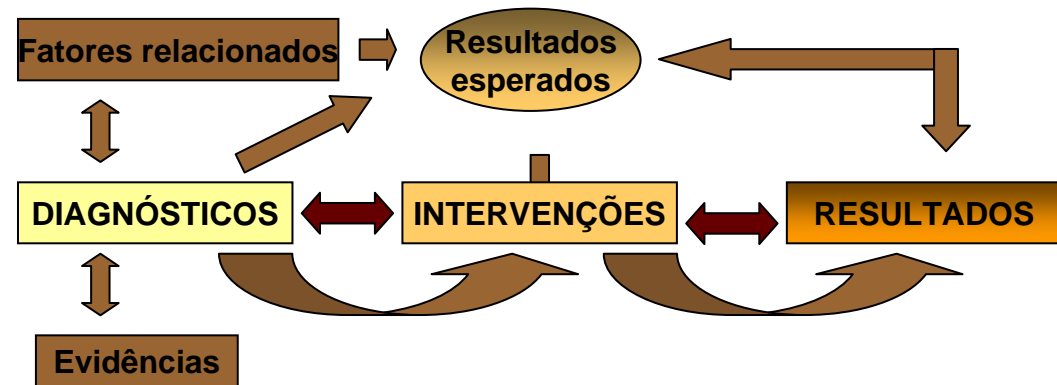 Fatores relacionados
Resultados
esperados
DIAGNÓSTICOS
INTERVENÇÕES
RESULTADOS
Evidências